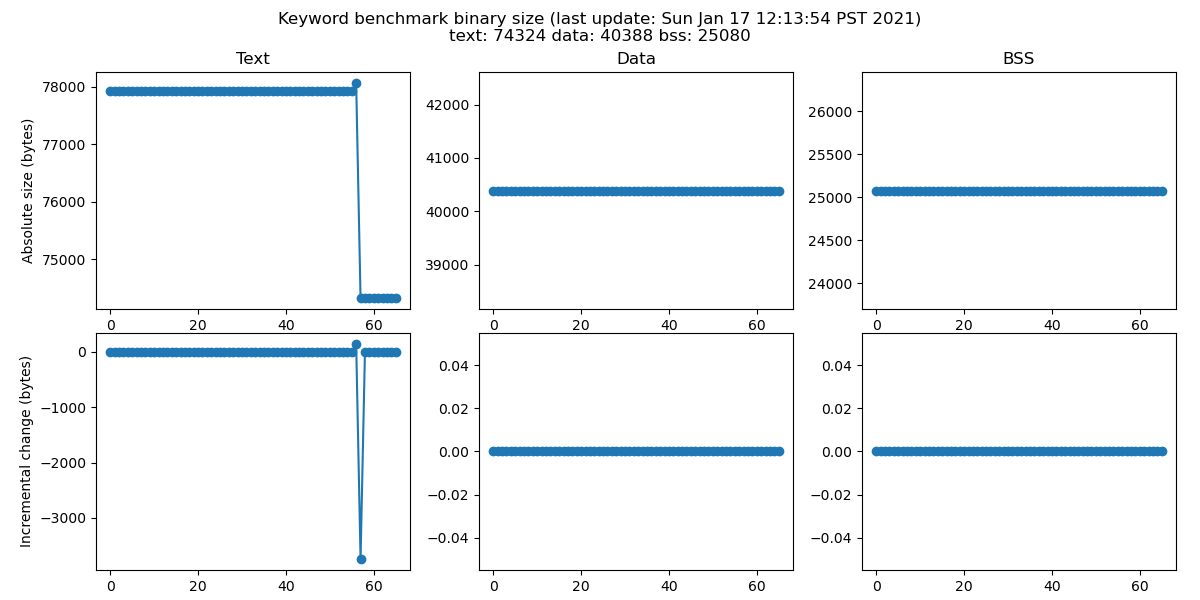 Keyword benchmark binary size (last update: Sun Jan 17 12:13:54 PST 2021)
text: 74324 data: 40388 bss: 25080
Text
Data
BSS
Absolute size (bytes)
78000
77000
76000
75000
0 20 40 60
42000
41000
40000
39000
0 20 40 60
26000
25500
25000
24500
24000
0 20 40 60
Incremental change (bytes)
0
−1000
−2000
−3000
0 20 40 60
0.04
0.02
0.00
−0.02
−0.04
0 20 40 60
0.04
0.02
0.00
−0.02
−0.04
0 20 40 60